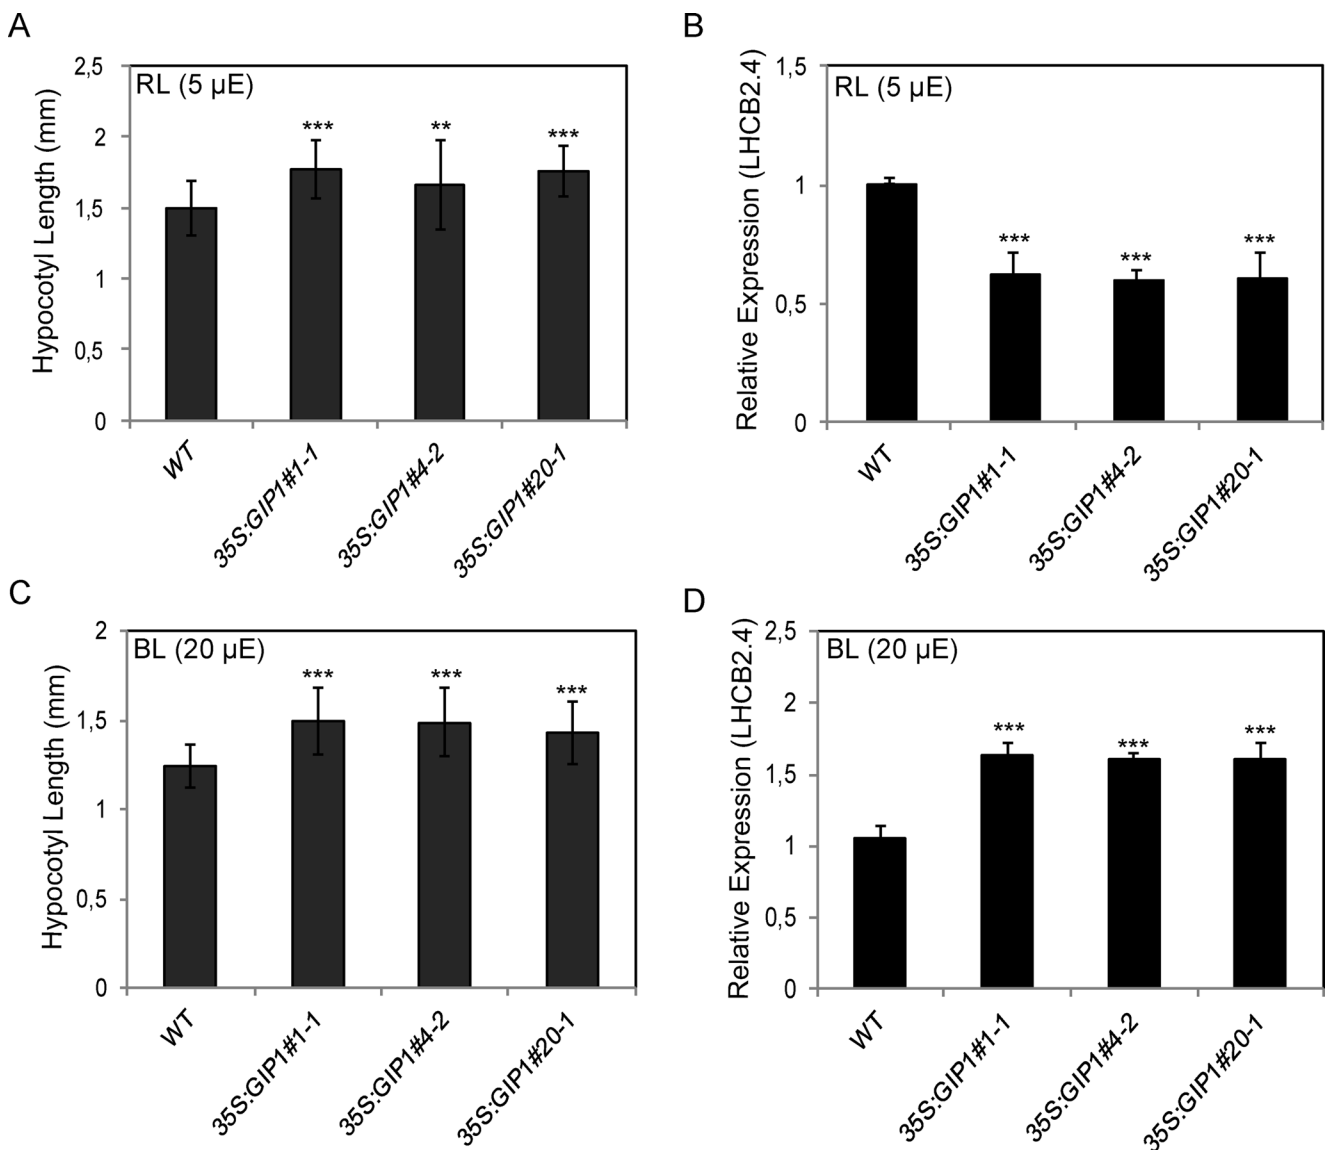 A
Hypocotyl Length (mm)
2,5
2
1,5
1
0,5
0
RL (5 µE)
***
**
***
WT
35S:GIP1#1-1
35S:GIP1#4-2
35S:GIP1#20-1
B
Relative Expression (LHCB2.4)
1,5
1
0,5
0
RL (5 µE)
***
***
***
WT
35S:GIP1#1-1
35S:GIP1#4-2
35S:GIP1#20-1
C
Hypocotyl Length (mm)
2
1,5
1
0,5
0
BL (20 µE)
***
***
***
WT
35S:GIP1#1-1
35S:GIP1#4-2
35S:GIP1#20-1
D
Relative Expression (LHCB2.4)
2,5
2
1,5
1
0,5
0
BL (20 µE)
***
***
***
WT
35S:GIP1#1-1
35S:GIP1#4-2
35S:GIP1#20-1